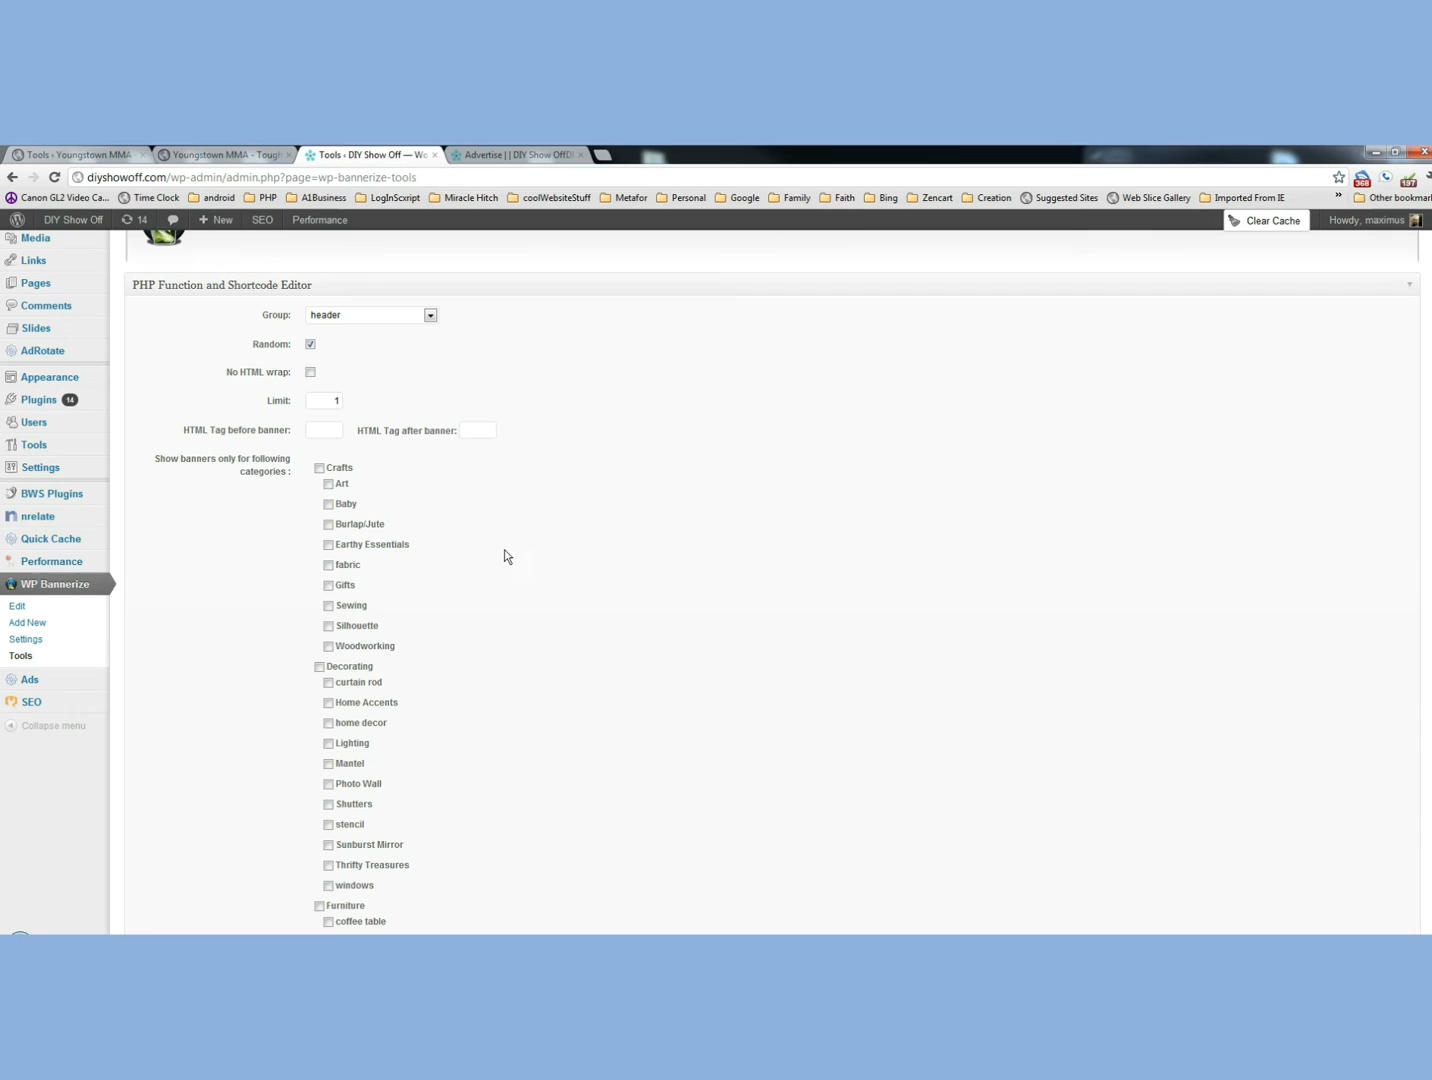 Tools ‹ Youngstown MMA - Youngstown MMA - Tough Tools ‹ DIY Show Off — Wo Advertise | | DIY Show OffDI
diyshowoff.com/wp-admin/admin.php?page=wp-bannerize-tools
368 197
Canon GL2 Video Ca... Time Clock android PHP A1Business LogInScxript Miracle Hitch coolWebsiteStuff Metafor Personal Google Family Faith Bing Zencart Creation Suggested Sites Web Slice Gallery Imported From IE » Other bookmark
DIY Show Off 14 + New SEO Performance Clear Cache Howdy, maximus
Media
Links
Pages
Comments
Slides
AdRotate
Appearance
Plugins 14
Users
Tools
Settings
BWS Plugins
nrelate
Quick Cache
Performance
WP Bannerize
Edit
Add New
Settings
Tools
Ads
SEO
Collapse menu
PHP Function and Shortcode Editor
Group: header
Random:
No HTML wrap:
Limit: 1
HTML Tag before banner: HTML Tag after banner:
Show banners only for following
categories :
Crafts
Art
Baby
Burlap/Jute
Earthy Essentials
fabric
Gifts
Sewing
Silhouette
Woodworking
Decorating
curtain rod
Home Accents
home decor
Lighting
Mantel
Photo Wall
Shutters
stencil
Sunburst Mirror
Thrifty Treasures
windows
Furniture
coffee table